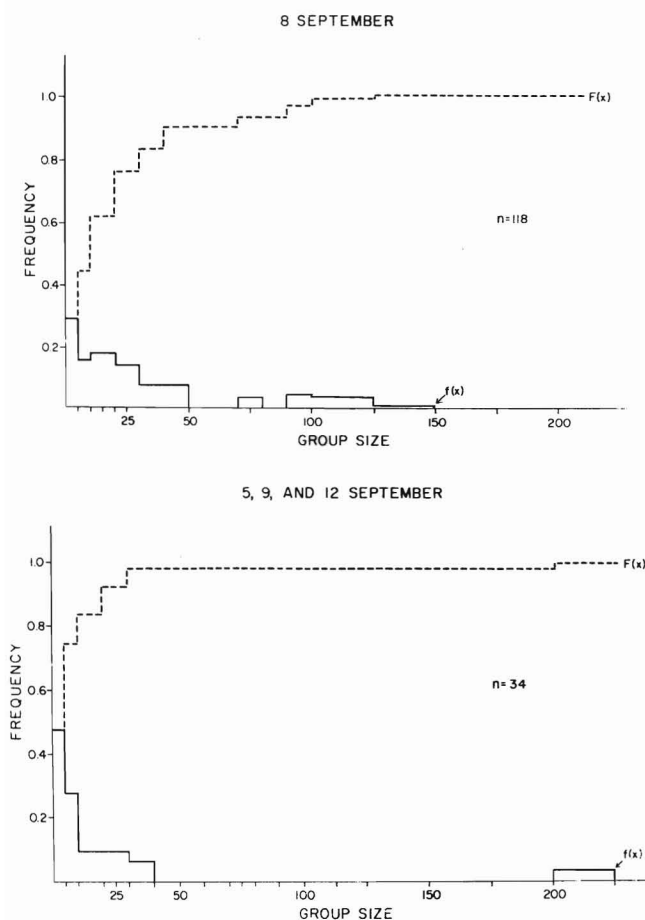 8 SEPTEMBER
1.0
F(x)
0.8
0.6
n=118
0.4
0.2
f(x)
25 50 100 150 200
FREQUENCY
GROUP SIZE
5, 9, AND 12 SEPTEMBER
1.0
F(x)
0.8
0.6
n=34
0.4
0.2
f(x)
25 50 100 150 200
FREQUENCY
GROUP SIZE